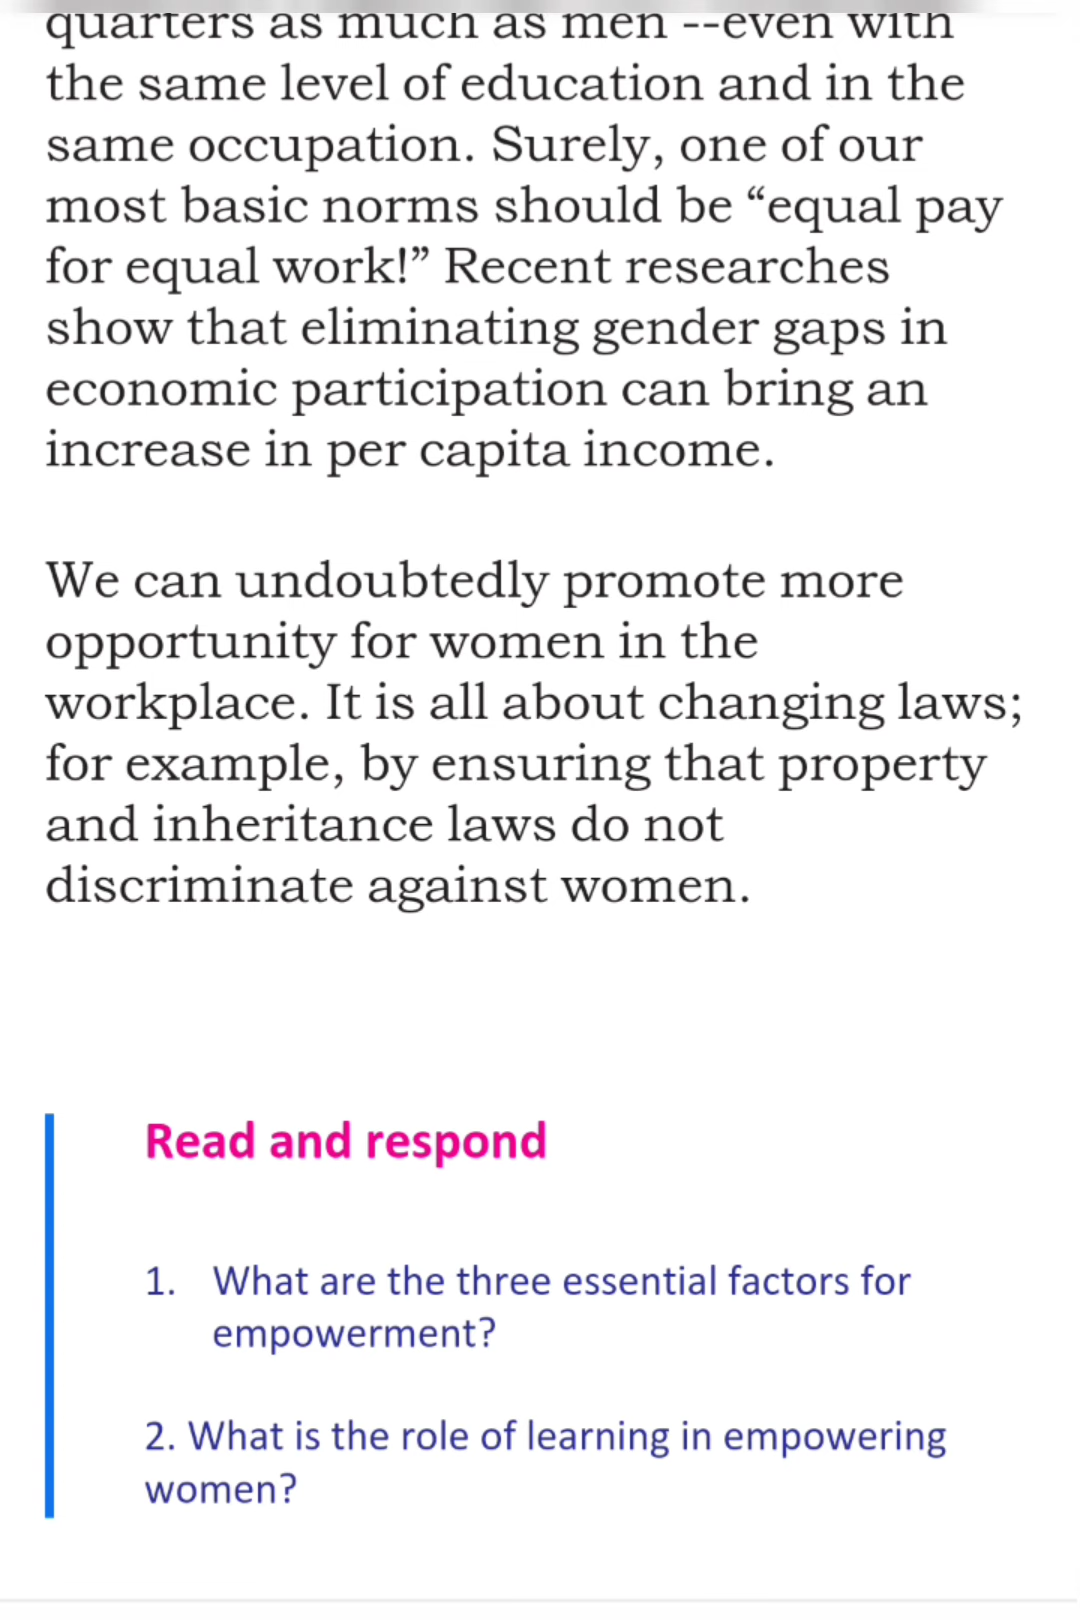 quarters as much as men --even with
the same level of education and in the
same occupation. Surely, one of our
most basic norms should be “equal pay
for equal work!” Recent researches
show that eliminating gender gaps in
economic participation can bring an
increase in per capita income.
We can undoubtedly promote more
opportunity for women in the
workplace. It is all about changing laws;
for example, by ensuring that property
and inheritance laws do not
discriminate against women.
Read and respond
1. What are the three essential factors for
empowerment?
2. What is the role of learning in empowering
women?